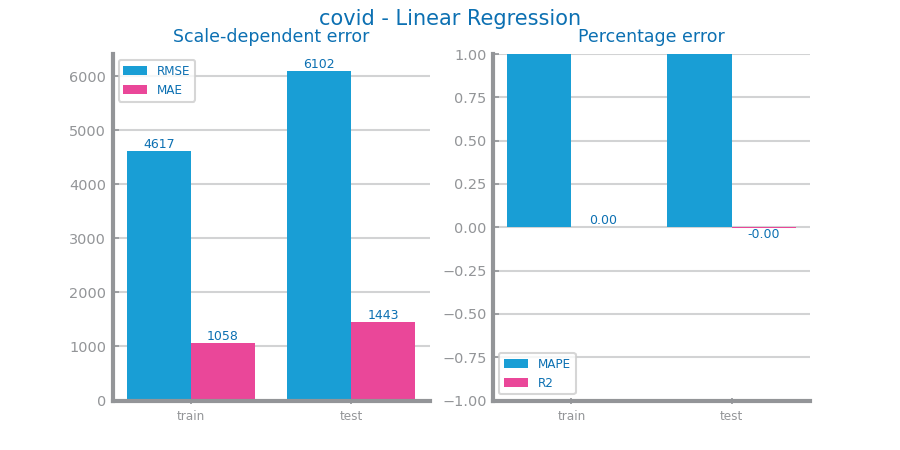 covid - Linear Regression
Scale-dependent error
RMSE
MAE
6000
5000
4000
3000
2000
1000
0
4617
1058
6102
1443
train
test
Percentage error
1.00
0.75
0.50
0.25
0.00
−0.25
−0.50
−0.75
−1.00
0.00
-0.00
MAPE
R2
train
test